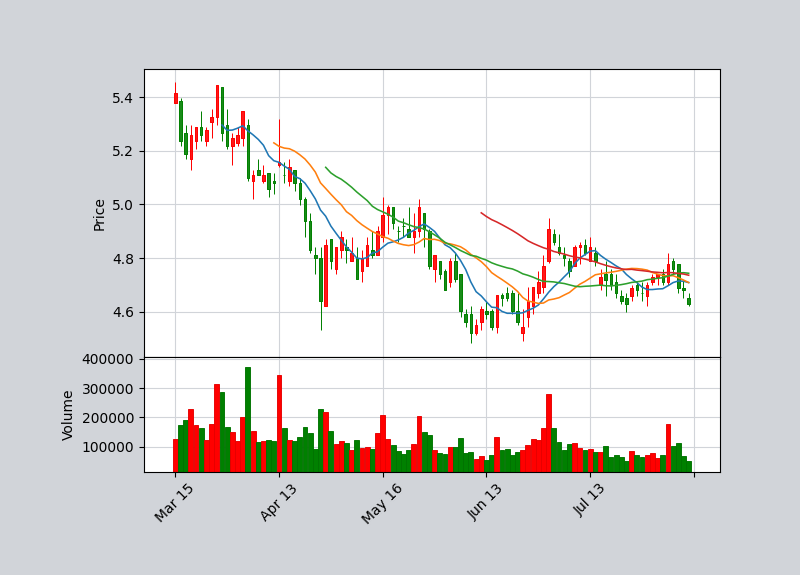 Price
5.4
5.2
5.0
4.8
4.6
Volume
400000
300000
200000
100000
Mar 15
Apr 13
May 16
Jun 13
Jul 13